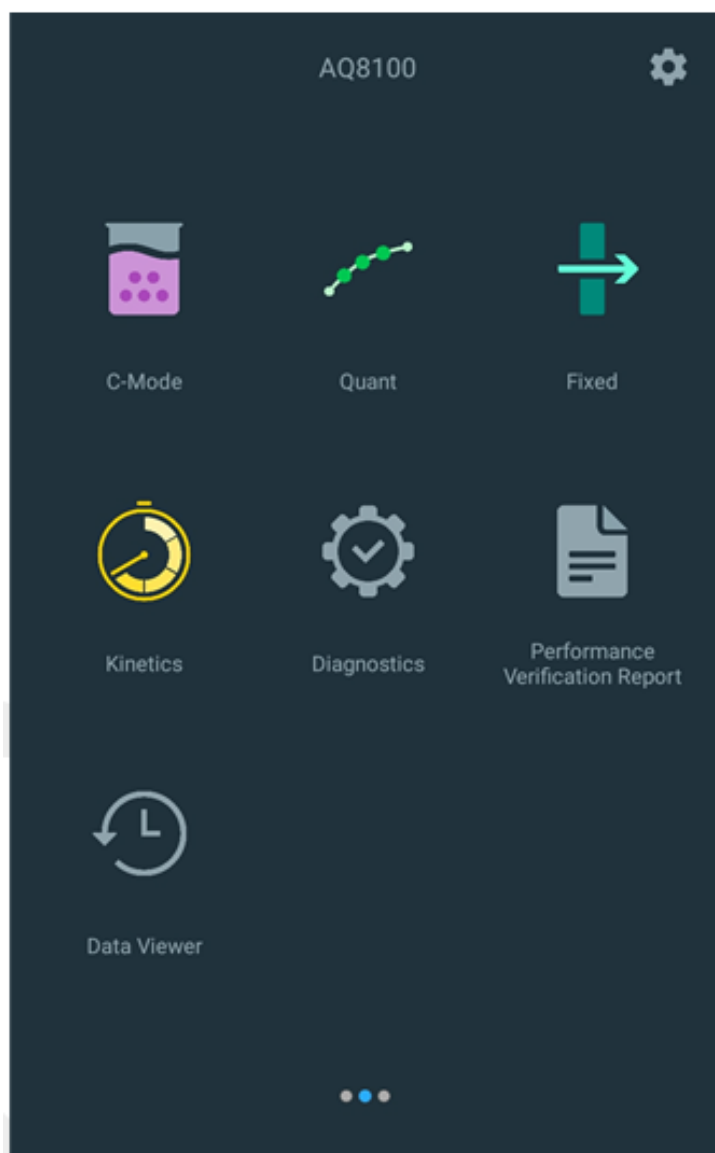 AQ8100
C-Mode
Quant
Fixed
Kinetics
Diagnostics
Performance
Verification Report
Data Viewer